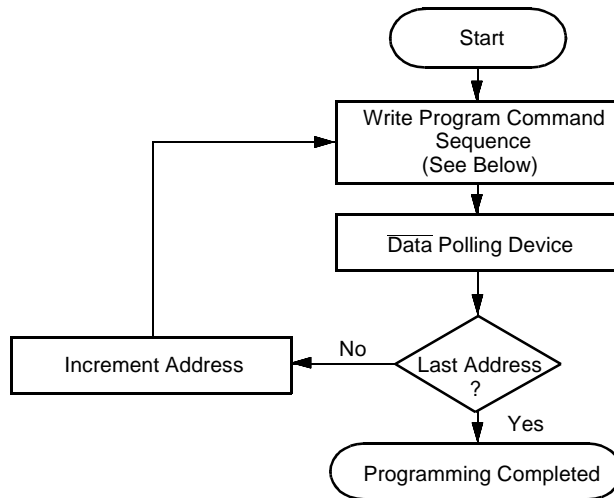 Start
Write Program Command
Sequence
(See Below)
Data Polling Device
Increment Address
No
Last Address
?
Yes
Programming Completed